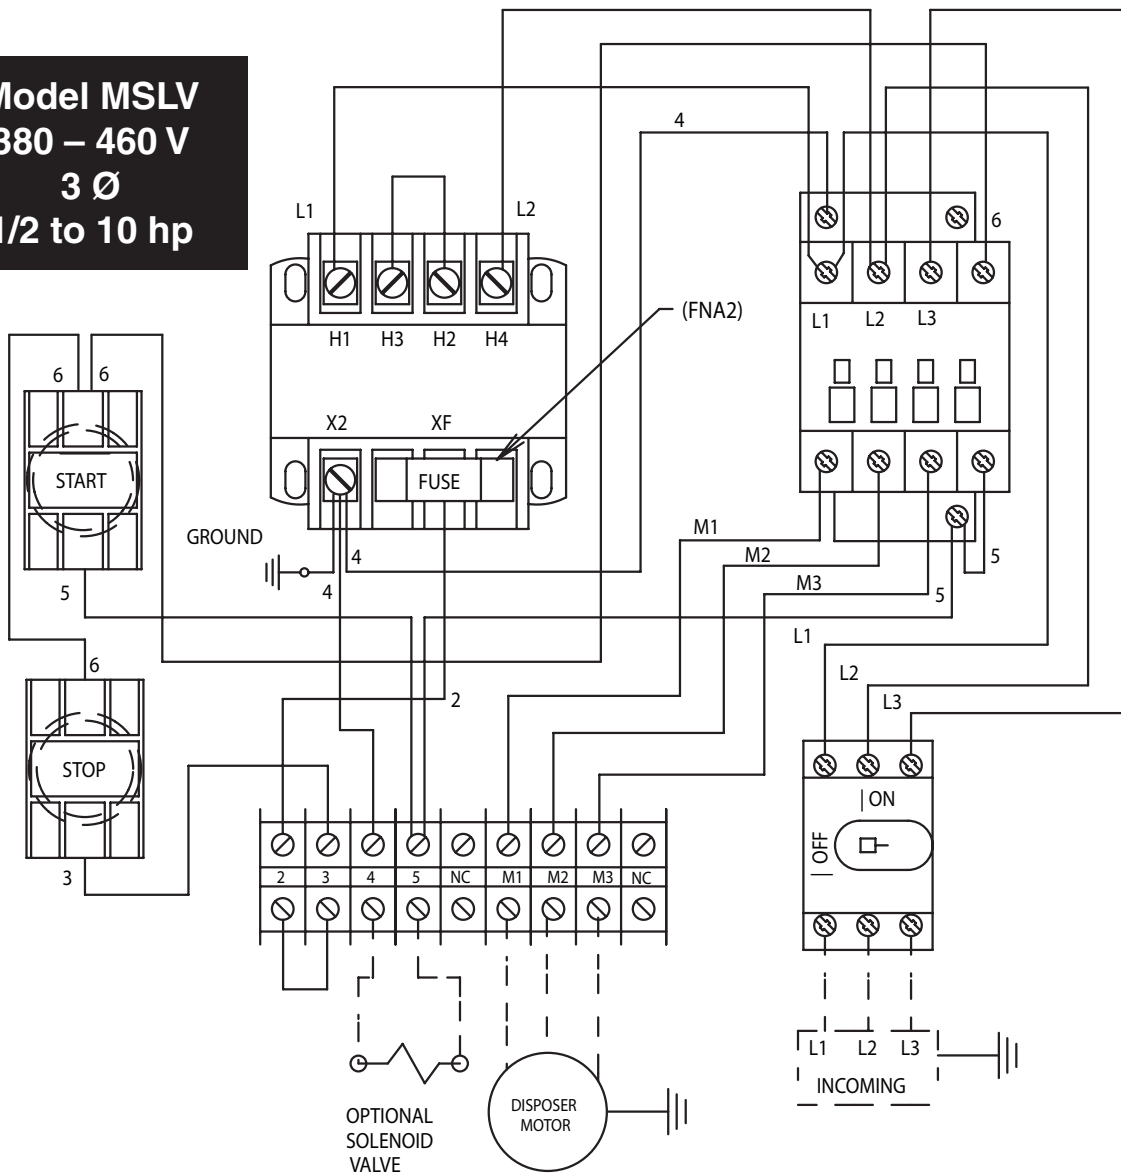 Model MSLV
380 – 460 V
3 Ø
1/2 to 10 hp
4
L1
L2
6
(FNA2)
H1 H3 H2 H4
L1 L2 L3
6 6
X2 XF
START
FUSE
GROUND
M1
4
M2
5
5
4
M3
5
L1
6
L2
2
L3
STOP
ON
OFF
3
2 3 4 5 NC M1 M2 M3 NC
L1 L2 L3
INCOMING
OPTIONAL
SOLENOID
VALVE
DISPOSER
MOTOR